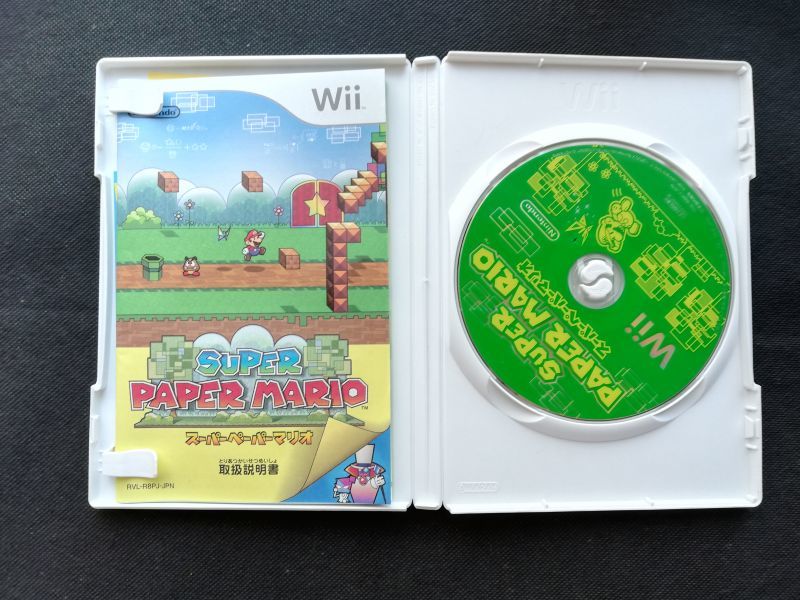 Nintendo
Wii
SUPER
PAPER MARIO
TM
スーパーペーパーマリオ
とりあつかいせつめいしょ
取扱説明書
RVL-R8PJ-JPN
Wii
Nintendo
SUPER
PAPER MARIO
スーパーペーパーマリオ
Wii